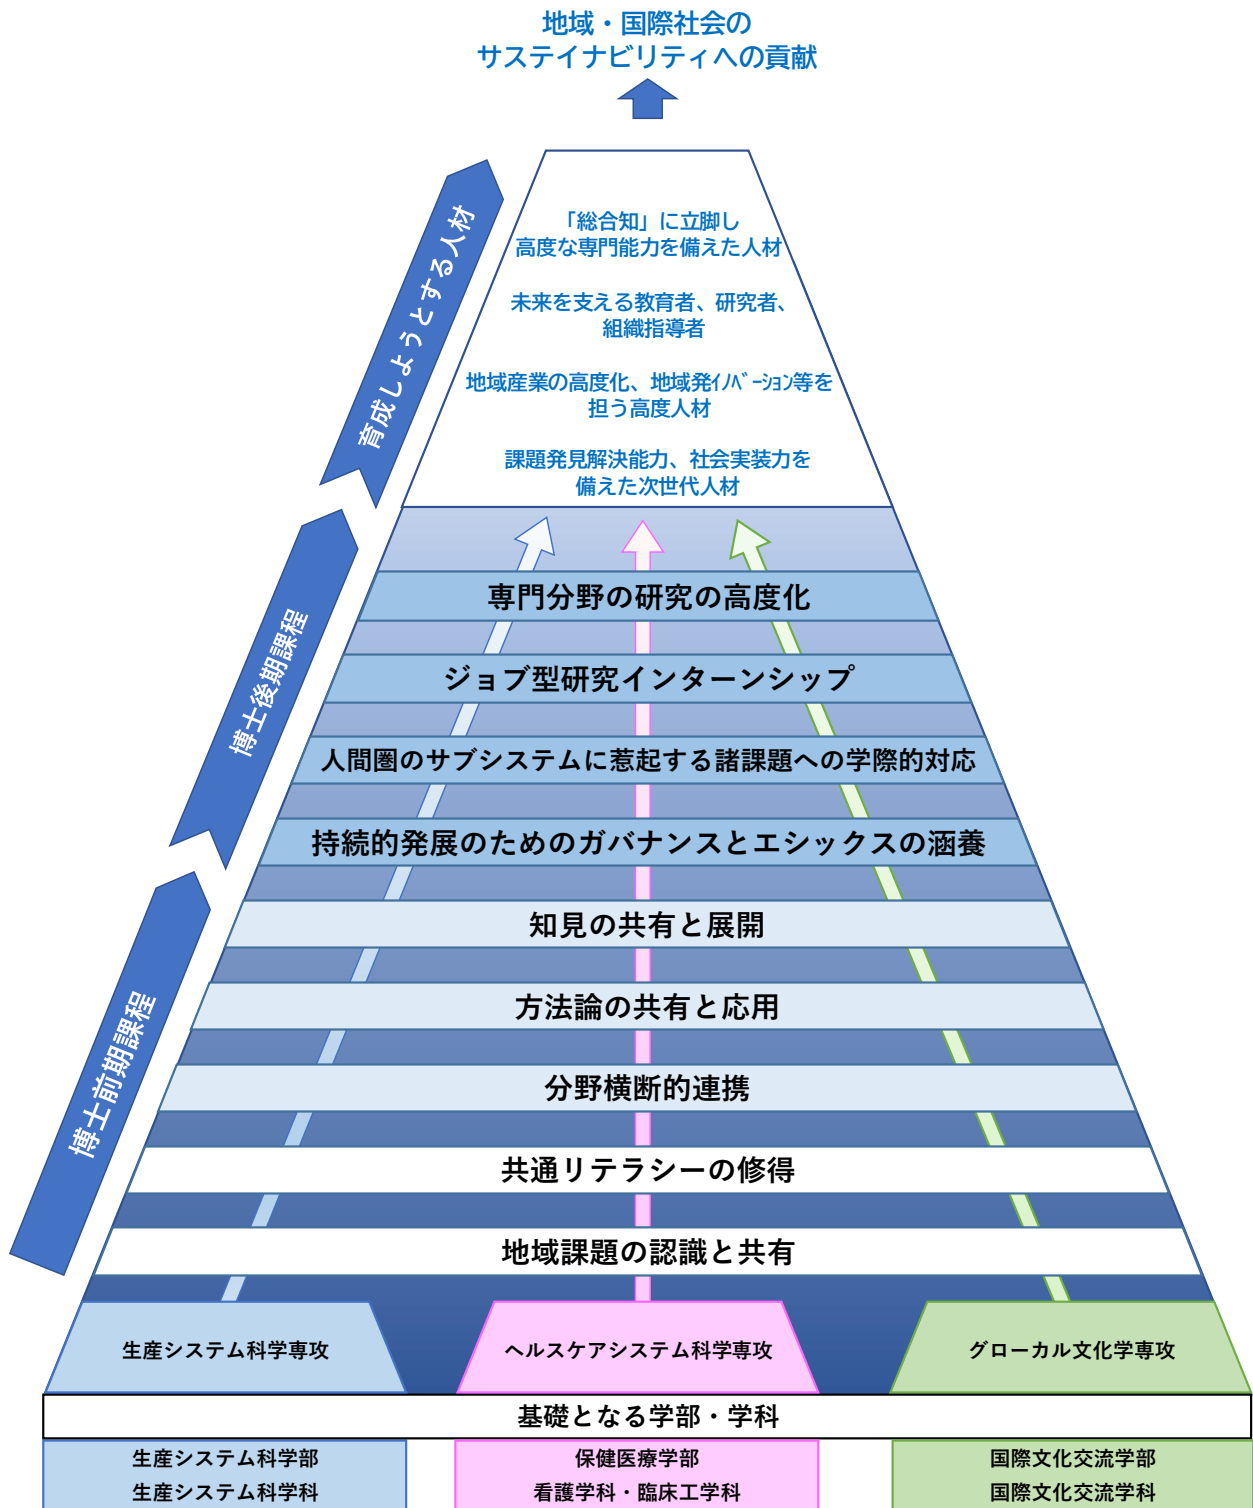 地域・国際社会の
サステイナビリティへの貢献
育成しようとする人材
「総合知」に立脚し
高度な専門能力を備えた人材
未来を支える教育者、研究者、
組織指導者
地域産業の高度化、地域発ｲﾉﾍﾞｰｼｮﾝ等を
担う高度人材
課題発見解決能力、社会実装力を
備えた次世代人材
博士後期課程
専門分野の研究の高度化
ジョブ型研究インターンシップ
人間圏のサブシステムに惹起する諸課題への学際的対応
持続的発展のためのガバナンスとエシックスの涵養
博士前期課程
知見の共有と展開
方法論の共有と応用
分野横断的連携
共通リテラシーの修得
地域課題の認識と共有
生産システム科学専攻
ヘルスケアシステム科学専攻
グローカル文化学専攻
基礎となる学部・学科
生産システム科学部
生産システム科学科
保健医療学部
看護学科・臨床工学科
国際文化交流学部
国際文化交流学科